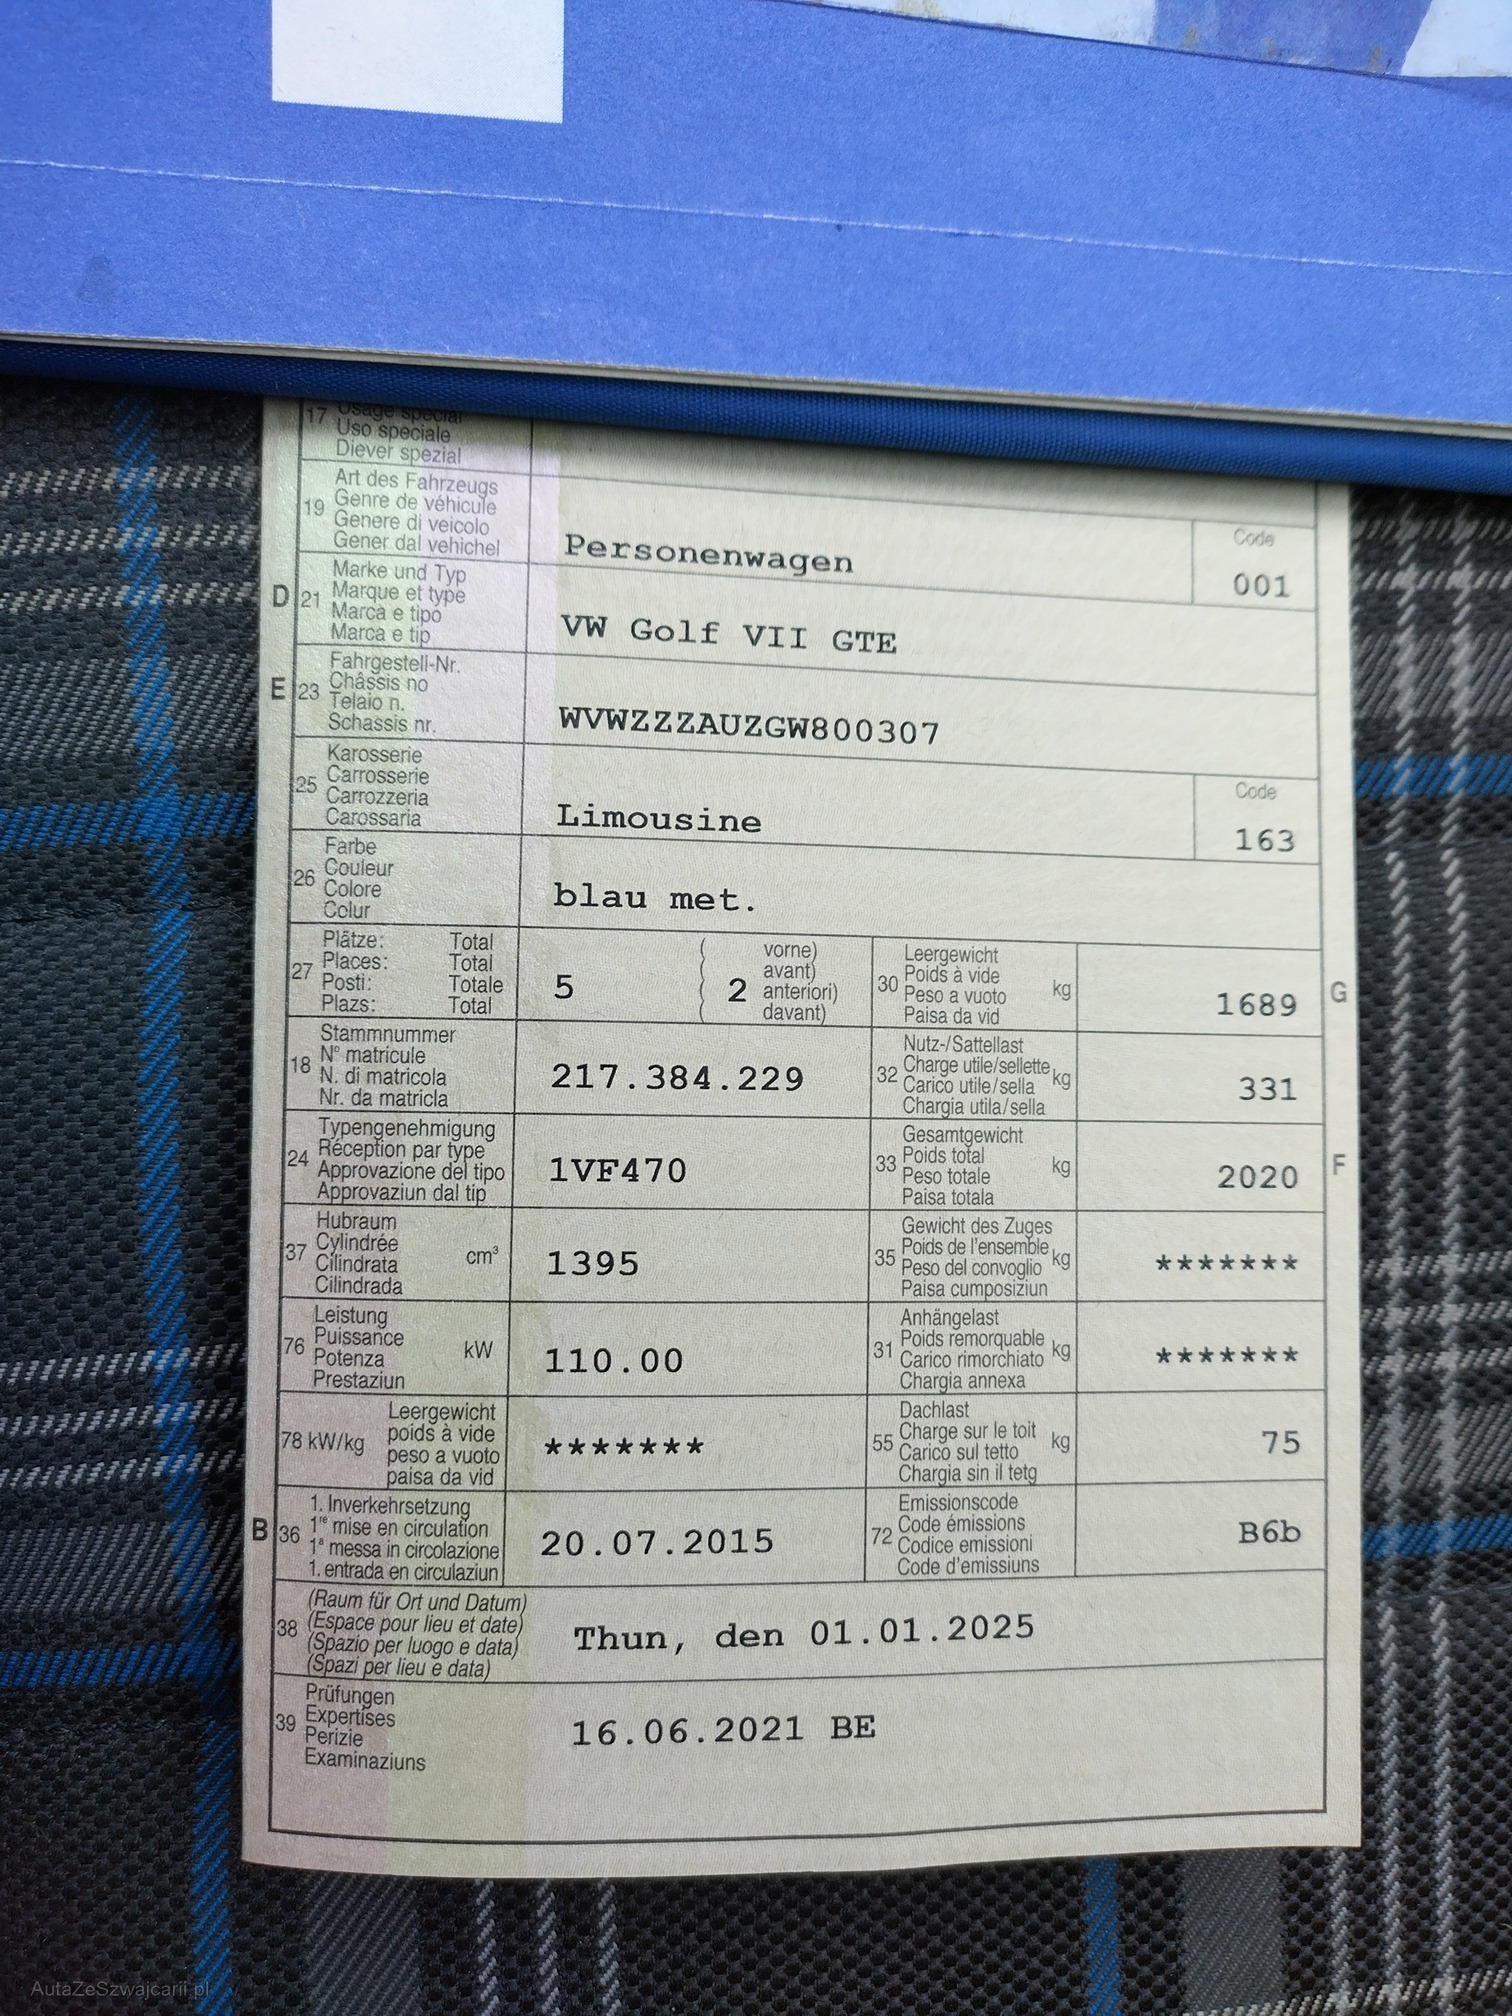 17 Usage spécial
Uso speciale
Diever spezial
19 Art des Fahrzeugs
Genre de véhicule
Genere di veicolo
Gener dal vehichel
Personenwagen
Code
001
D 21 Marke und Typ
Marque et type
Marca e tipo
Marca e tip
VW Golf VII GTE
E 23 Fahrgestell-Nr.
Châssis no
Telaio n.
Schassis nr.
WVWZZZAUZGW800307
25 Karosserie
Carrosserie
Carrozzeria
Carossaria
Limousine
Code
163
26 Farbe
Couleur
Colore
Colur
blau met.
27 Plätze: Total
Places: Total
Posti: Totale
Plazs: Total
5
( 2 vorne)
avant)
anteriori)
davant)
30 Leergewicht
Poids à vide
Peso a vuoto
Paisa da vid
kg
1689
G
18 Stammnummer
N° matricule
N. di matricola
Nr. da matricla
217.384.229
32 Nutz-/Sattellast
Charge utile/sellette
Carico utile/sella
Chargia utila/sella
kg
331
24 Typengenehmigung
Réception par type
Approvazione del tipo
Approvaziun dal tip
1VF470
33 Gesamtgewicht
Poids total
Peso totale
Paisa totala
kg
2020
F
37 Hubraum
Cylindrée
Cilindrata
Cilindrada
cm³
1395
35 Gewicht des Zuges
Poids de l'ensemble
Peso del convoglio
Paisa cumposiziun
kg
*******
76 Leistung
Puissance
Potenza
Prestaziun
kW
110.00
31 Anhängelast
Poids remorquable
Carico rimorchiato
Chargia annexa
kg
*******
78 kW/kg Leergewicht
poids à vide
peso a vuoto
paisa da vid
*******
55 Dachlast
Charge sur le toit
Carico sul tetto
Chargia sin il tetg
kg
75
B 36 1. Inverkehrsetzung
1re mise en circulation
1a messa in circolazione
1. entrada en circulaziun
20.07.2015
72 Emissionscode
Code émissions
Codice emissioni
Code d'emissiuns
B6b
38 (Raum für Ort und Datum)
(Espace pour lieu et date)
(Spazio per luogo e data)
(Spazi per lieu e data)
Thun, den 01.01.2025
39 Prüfungen
Expertises
Perizie
Examinaziuns
16.06.2021 BE
AutaZeSzwajcarii.pl